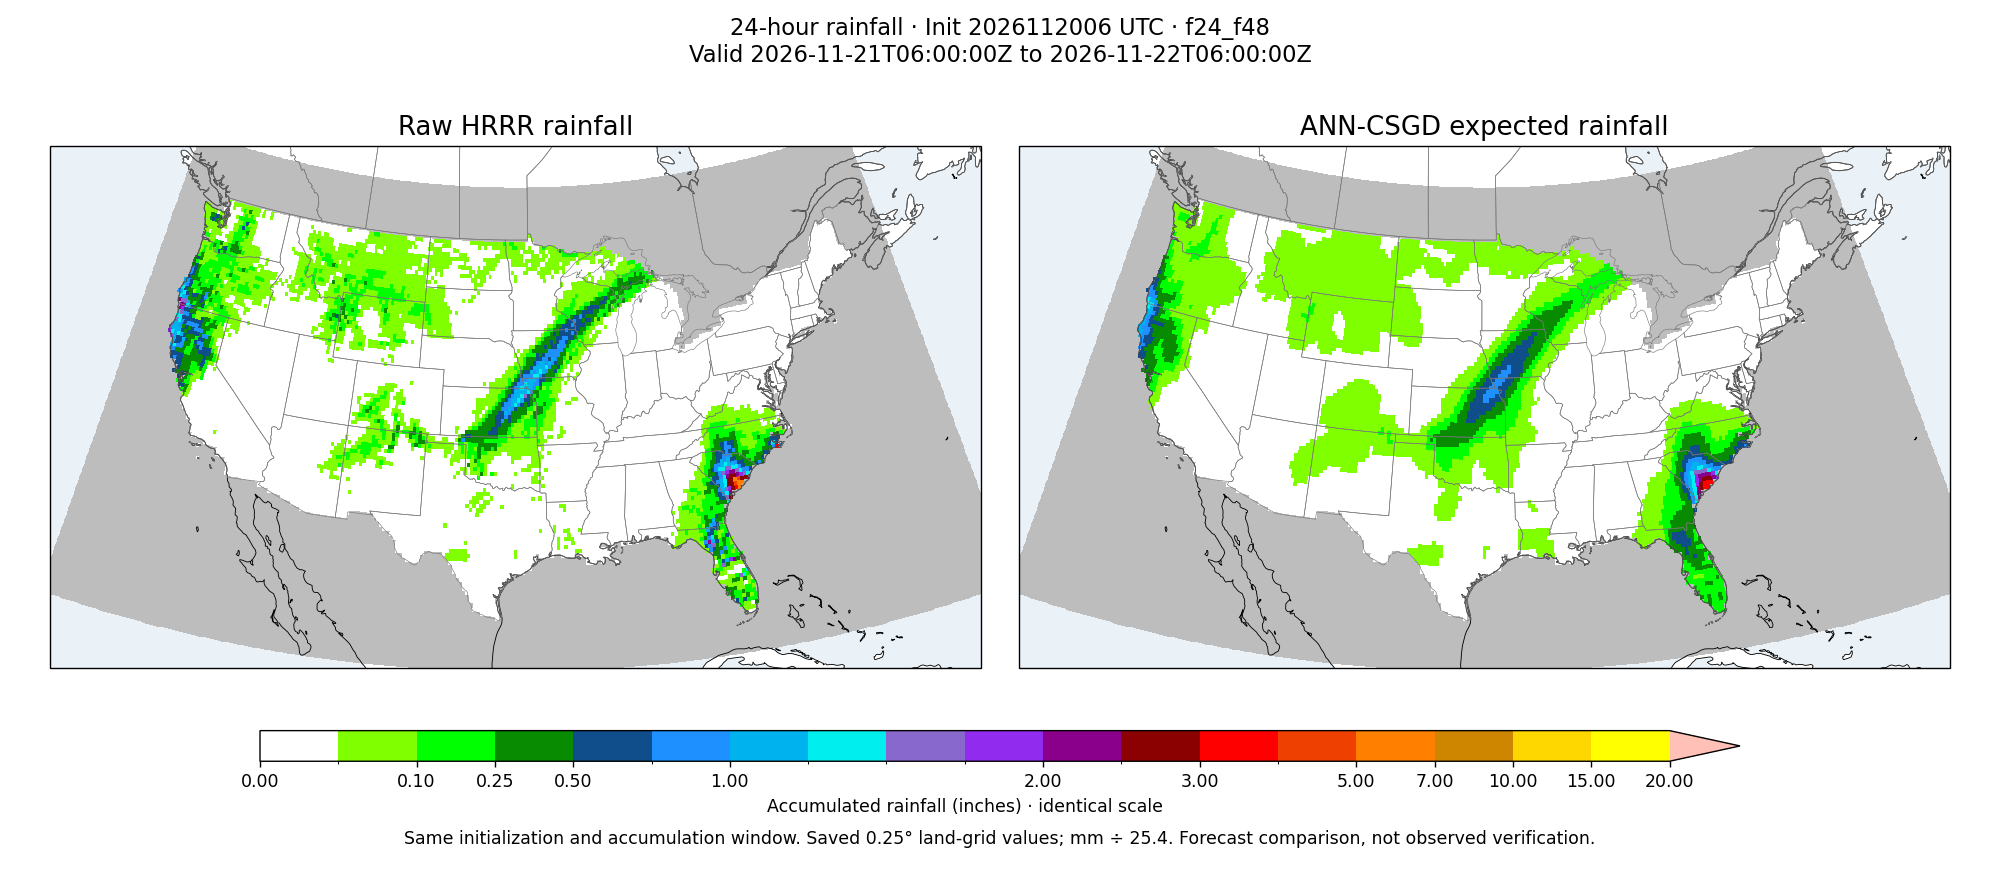 24-hour rainfall · Init 2026112006 UTC · f24_f48
Valid 2026-11-21T06:00:00Z to 2026-11-22T06:00:00Z
Raw HRRR rainfall
ANN-CSGD expected rainfall
0.00 0.10 0.25 0.50 1.00 2.00 3.00 5.00 7.00 10.00 15.00 20.00
Accumulated rainfall (inches) · identical scale
Same initialization and accumulation window. Saved 0.25° land-grid values; mm ÷ 25.4. Forecast comparison, not observed verification.